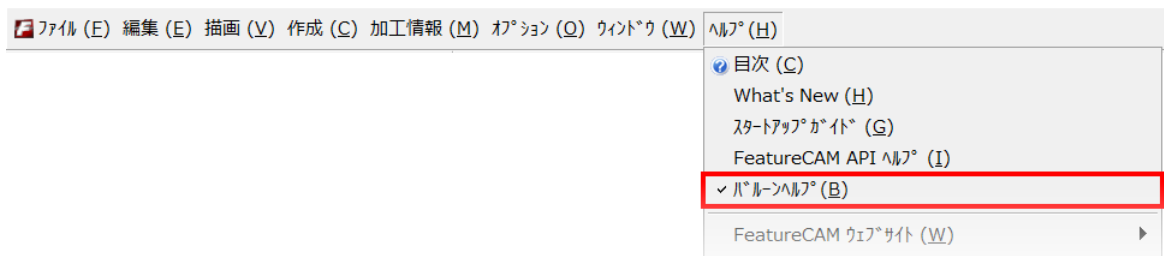 ﾌｧｲﾙ (F) 編集 (E) 描画 (V) 作成 (C) 加工情報 (M) ｵﾌﾟｼｮﾝ (O) ｳｨﾝﾄﾞｳ (W) ﾍﾙﾌﾟ(H)
目次 (C)
What's New (H)
ｽﾀｰﾄｱｯﾌﾟｶﾞｲﾄﾞ (G)
FeatureCAM API ﾍﾙﾌﾟ (I)
ﾊﾞﾙｰﾝﾍﾙﾌﾟ(B)
FeatureCAM ｳｪﾌﾞｻｲﾄ (W)